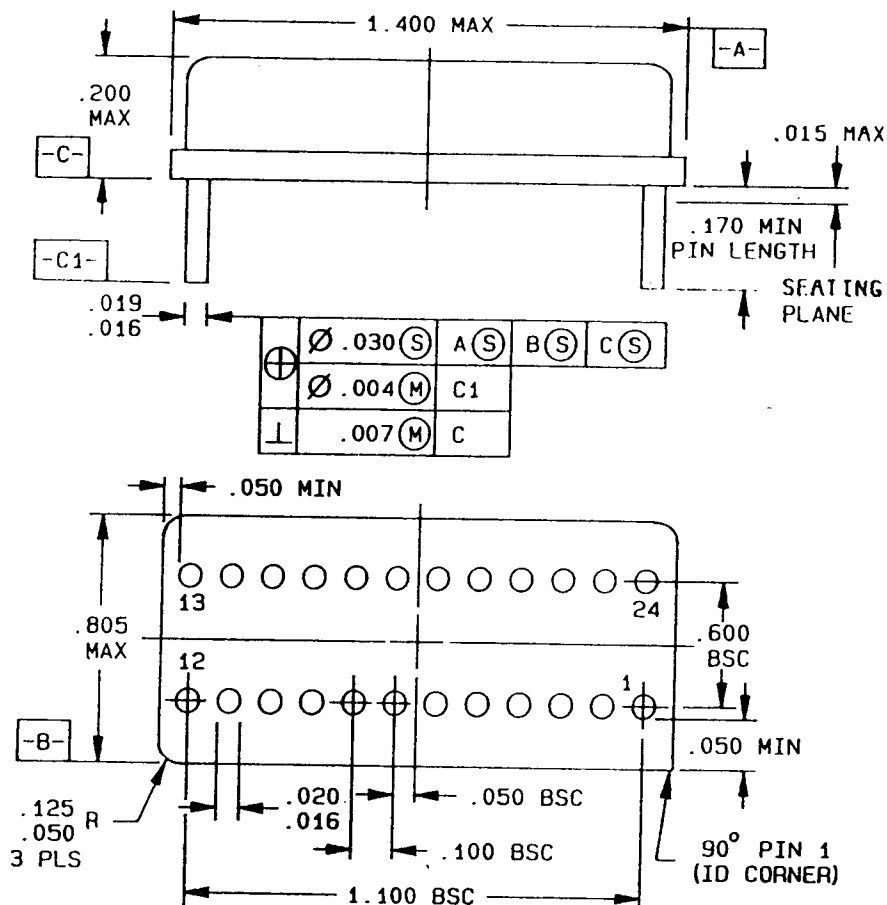 1.400 MAX
-A-
.200
MAX
.015 MAX
-C-
.170 MIN
PIN LENGTH
-C1-
SEATING
PLANE
.019
.016
⌀ .030 Ⓢ A Ⓢ B Ⓢ C Ⓢ
⌀ .004 Ⓜ C1
⊥ .007 Ⓜ C
.050 MIN
13
24
.805
MAX
.600
BSC
12
1
-B-
.050 MIN
.125
.050 R
3 PLS
.020
.016
.050 BSC
.100 BSC
90° PIN 1
(ID CORNER)
1.100 BSC